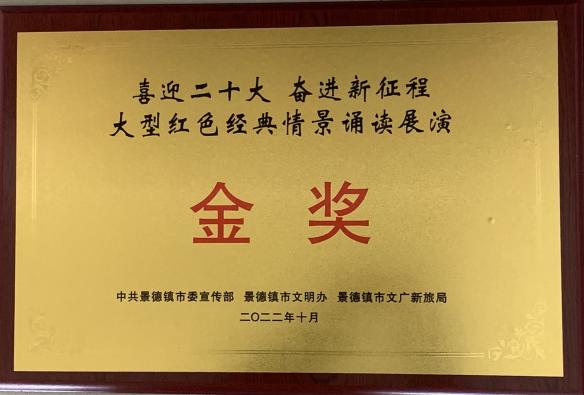 喜迎二十大 奋进新征程
大型红色经典情景诵读展演
金奖
中共景德镇市委宣传部 景德镇市文明办 景德镇市文广新旅局
二〇二二年十月